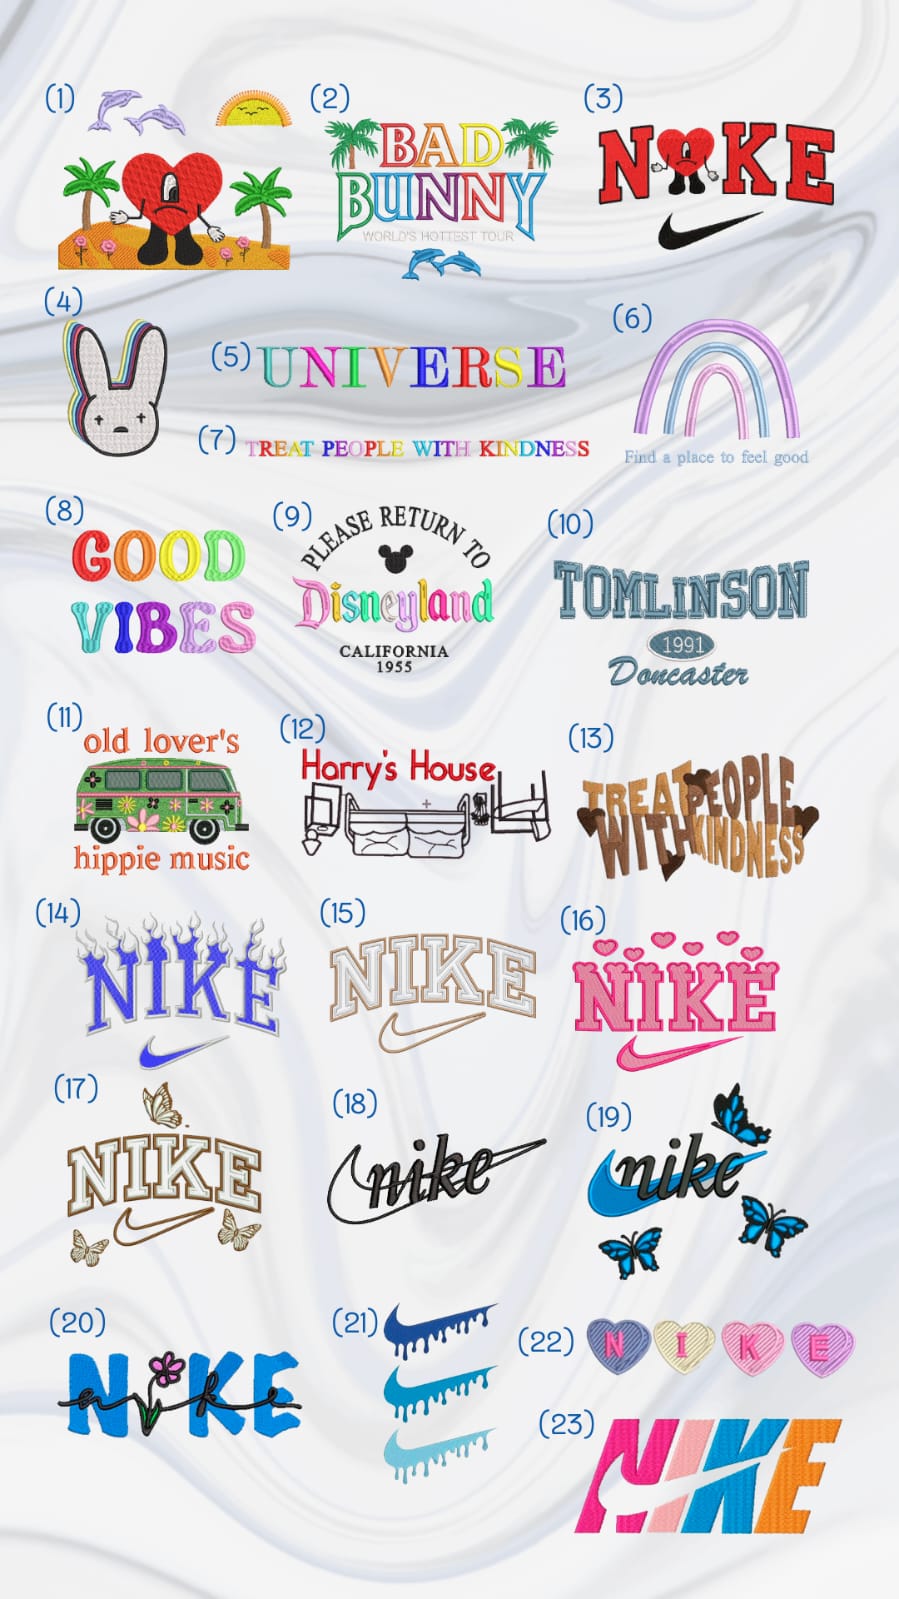 (1)
(2)
BAD
BUNNY
WORLD'S HOTTEST TOUR
(3)
N KE
(4)
(5) UNIVERSE
(6)
Find a place to feel good
(7) TREAT PEOPLE WITH KINDNESS
(8)
GOOD
VIBES
(9)
PLEASE RETURN TO
Disneyland
CALIFORNIA
1955
(10)
TOMLINSON
1991
Doncaster
(11)
old lover's
hippie music
(12)
Harry's House
(13)
TREAT PEOPLE
WITH KINDNESS
(14)
NIKE
(15)
NIKE
(16)
NIKE
(17)
NIKE
(18)
nike
(19)
nike
(20)
N KE
nike
(21)
(22) N I K E
(23)
NIKE